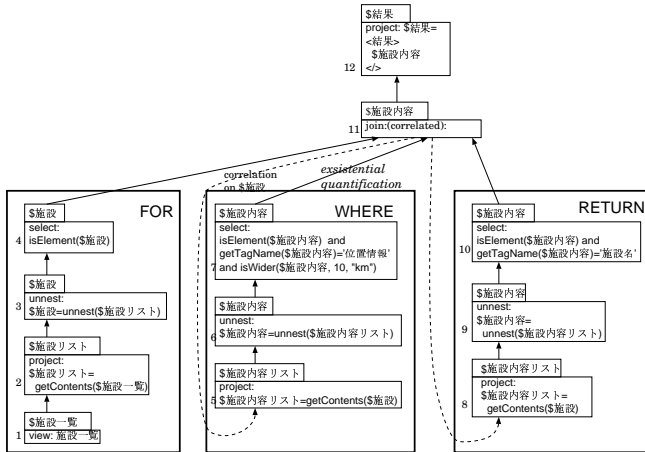 $結果
project: $結果=
<結果>
$施設内容
</>
12
$施設内容
join:(correlated):
11
correlation
on $施設
exsistential
quantification
FOR
$施設
select:
isElement($施設)
4
$施設
unnest:
$施設=unnest($施設リスト)
3
$施設リスト
project:
$施設リスト=
getContents($施設一覧)
2
$施設一覧
view: 施設一覧
1
WHERE
$施設内容
select:
isElement($施設内容) and
getTagName($施設内容)='位置情報'
and isWider($施設内容, 10, "km")
7
$施設内容
unnest:
$施設内容=unnest($施設内容リスト)
6
$施設内容リスト
project:
$施設内容リスト=getContents($施設)
5
RETURN
$施設内容
select:
isElement($施設内容) and
getTagName($施設内容)='施設名'
10
$施設内容
unnest:
$施設内容=
unnest($施設内容リスト)
9
$施設内容リスト
project:
$施設内容リスト=
getContents($施設)
8